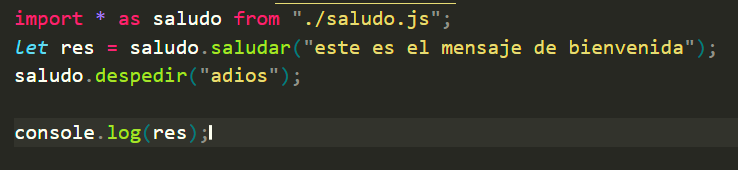 import * as saludo from "./saludo.js";
let res = saludo.saludar("este es el mensaje de bienvenida");
saludo.despedir("adios");
console.log(res);